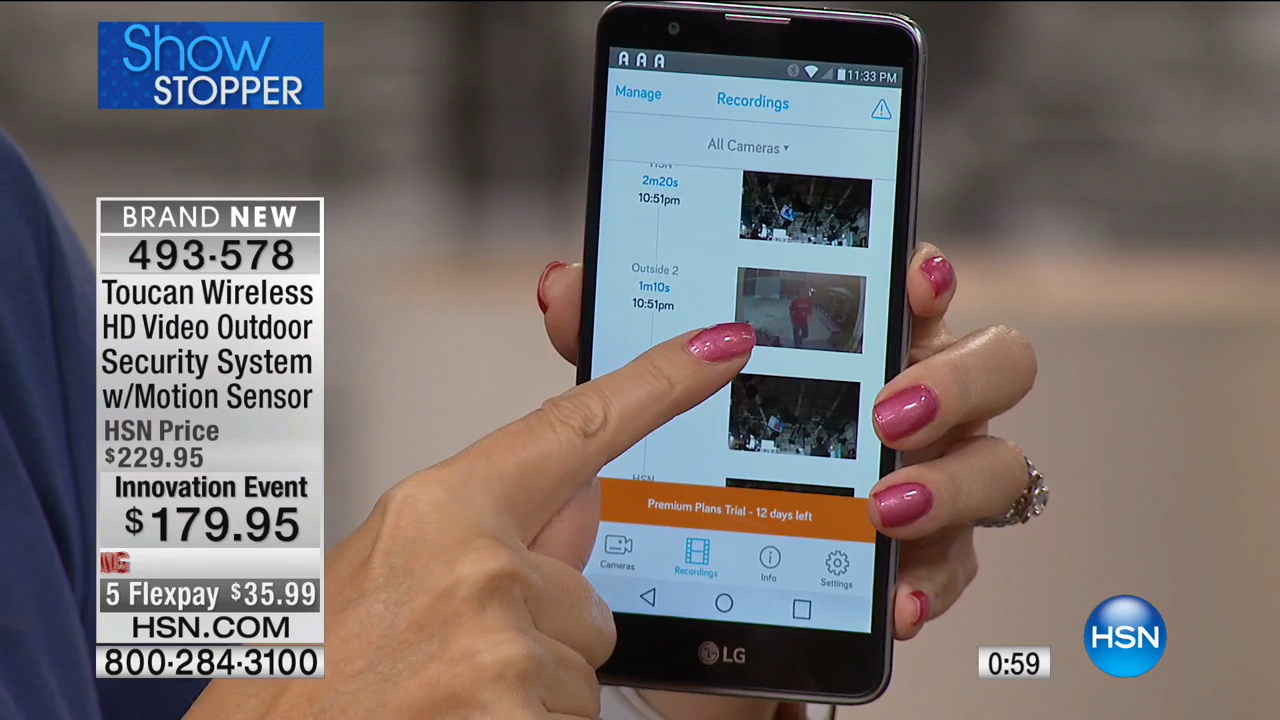 Show
STOPPER
BRAND NEW
493-578
Toucan Wireless
HD Video Outdoor
Security System
w/Motion Sensor
HSN Price
$229.95
Innovation Event
$179.95
5 Flexpay $35.99
HSN.COM
800-284-3100
11:33 PM
Manage
Recordings
All Cameras
HSN
2m20s
10:51pm
Outside 2
1m10s
10:51pm
HSN
Premium Plans Trial - 12 days left
Cameras
Recordings
Info
Settings
LG
0:59
HSN